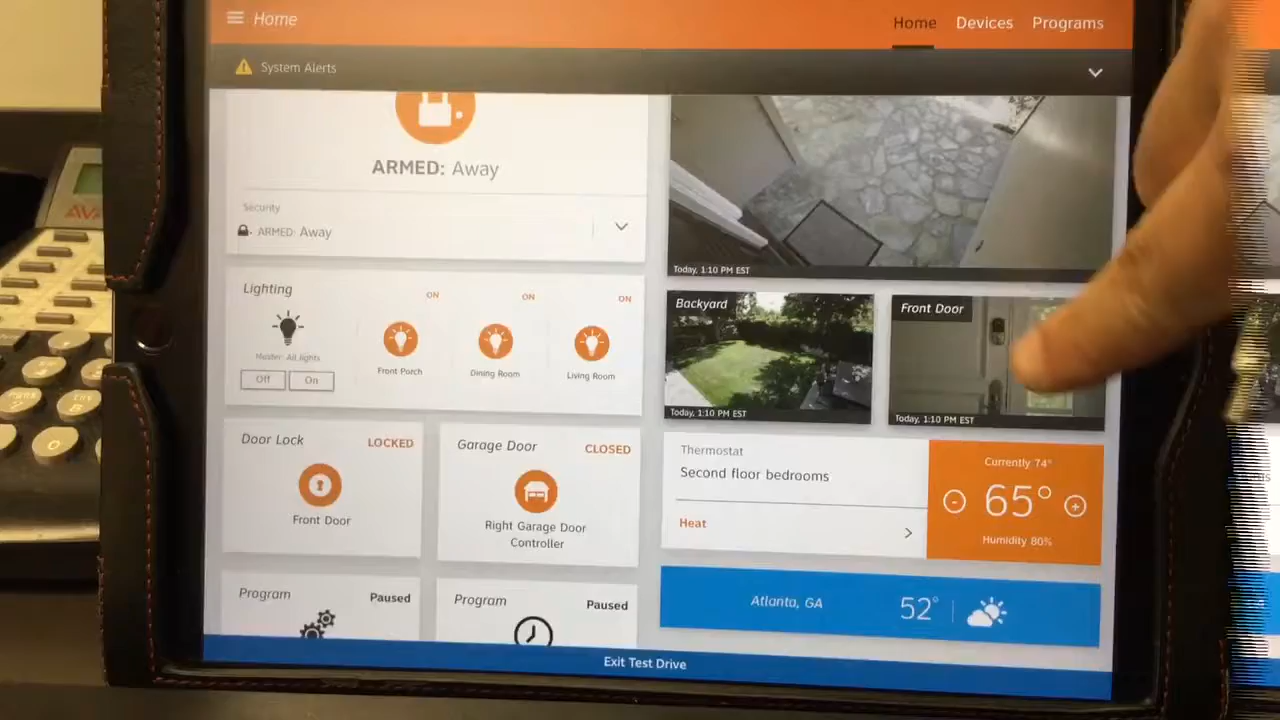 Home
Home Devices Programs
System Alerts
ARMED: Away
Security
ARMED: Away
Today, 1:10 PM EST
Lighting
ON
ON
ON
Master: All lights
Off
On
Front Porch
Dining Room
Living Room
Backyard
Today, 1:10 PM EST
Front Door
Today, 1:10 PM EST
Door Lock
LOCKED
Front Door
Garage Door
CLOSED
Right Garage Door
Controller
Thermostat
Second floor bedrooms
Heat
Currently 74°
- 65° +
Humidity 80%
Atlanta, GA
52°
Program
Paused
Program
Paused
Exit Test Drive